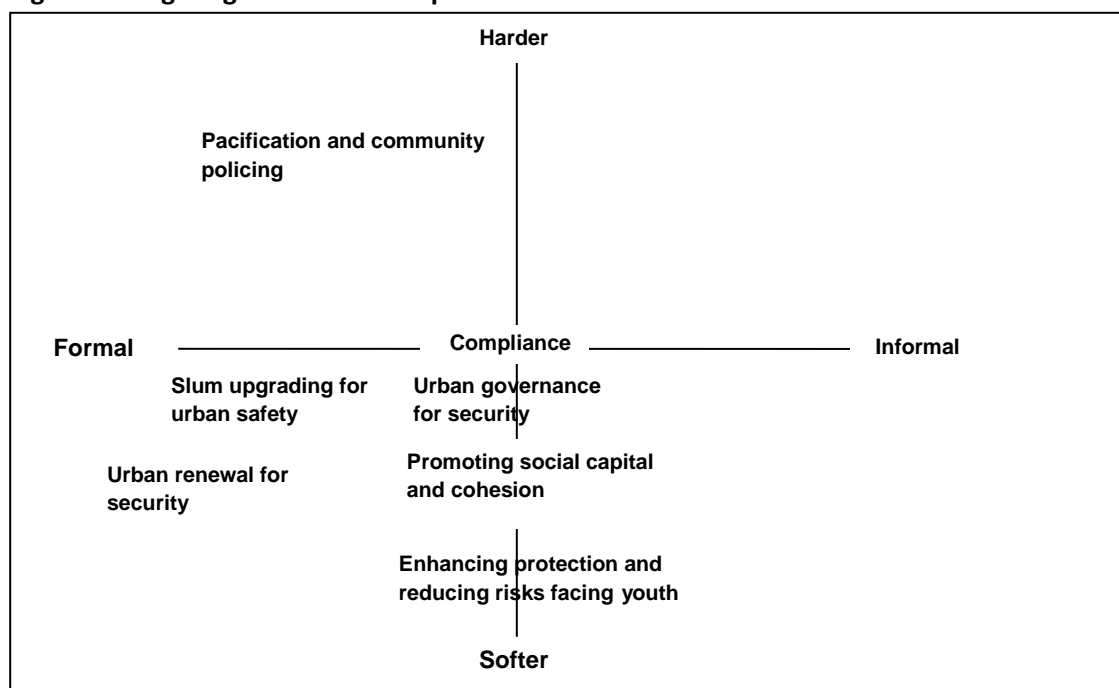 Harder
Pacification and community
policing
Formal
Compliance
Informal
Slum upgrading for
urban safety
Urban governance
for security
Urban renewal for
security
Promoting social capital
and cohesion
Enhancing protection and
reducing risks facing youth
Softer